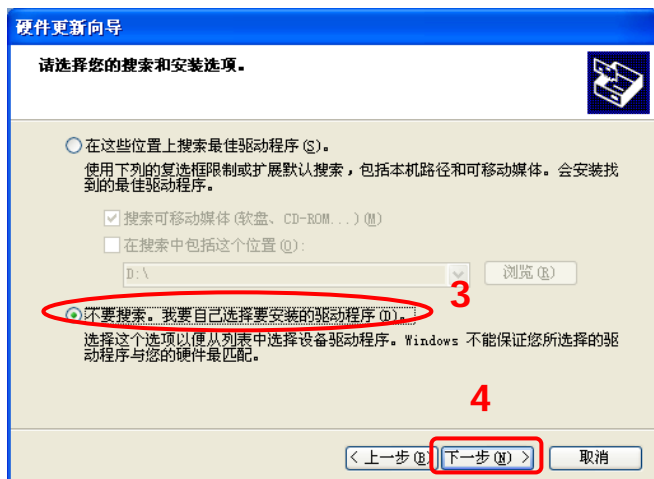 硬件更新向导
请选择您的搜索和安装选项。
在这些位置上搜索最佳驱动程序(S)。
使用下列的复选框限制或扩展默认搜索，包括本机路径和可移动媒体。会安装找
到的最佳驱动程序。
搜索可移动媒体(软盘、CD-ROM...)(M)
在搜索中包括这个位置(O):
D:\
浏览(R)
3
不要搜索。我要自己选择要安装的驱动程序(D)。
选择这个选项以便从列表中选择设备驱动程序。Windows 不能保证您所选择的驱
动程序与您的硬件最匹配。
4
< 上一步(B) 下一步(N) > 取消